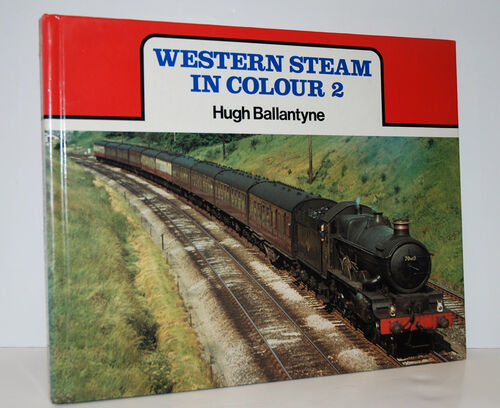 WESTERN STEAM
IN COLOUR 2
Hugh Ballantyne